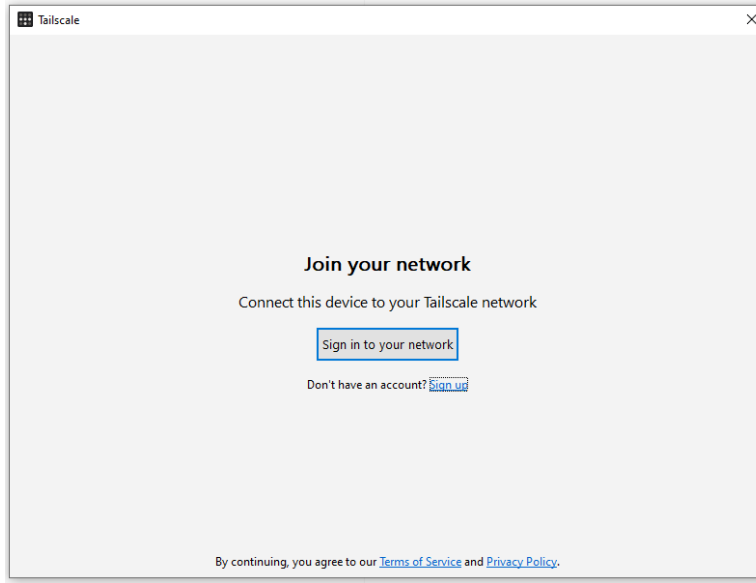 Tailscale
Join your network
Connect this device to your Tailscale network
Sign in to your network
Don't have an account? Sign up
By continuing, you agree to our Terms of Service and Privacy Policy.